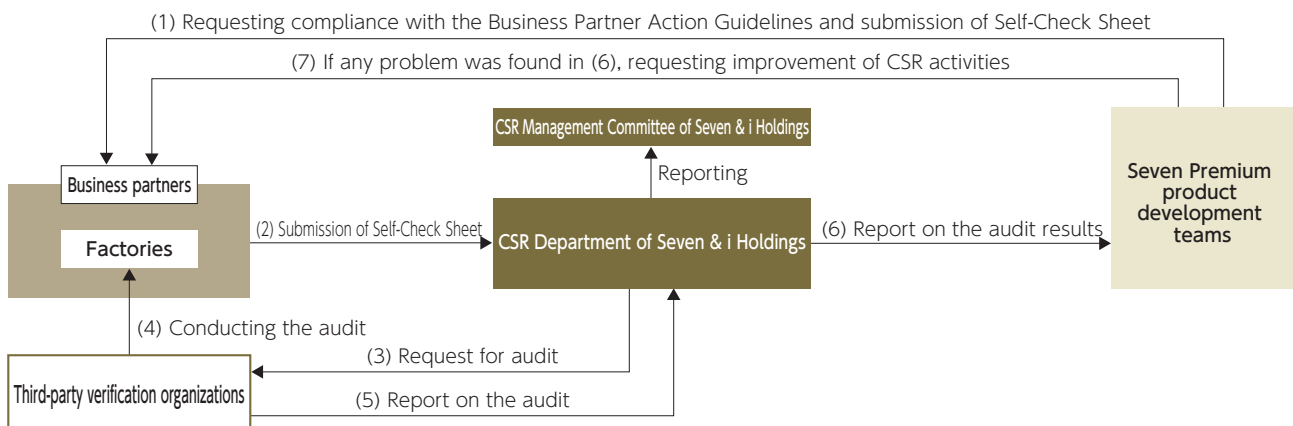 (1) Requesting compliance with the Business Partner Action Guidelines and submission of Self-Check Sheet
(7) If any problem was found in (6), requesting improvement of CSR activities
CSR Management Committee of Seven & i Holdings
Reporting
Business partners
Factories
(2) Submission of Self-Check Sheet
CSR Department of Seven & i Holdings
(6) Report on the audit results
Seven Premium
product
development
teams
(4) Conducting the audit
(3) Request for audit
Third-party verification organizations
(5) Report on the audit